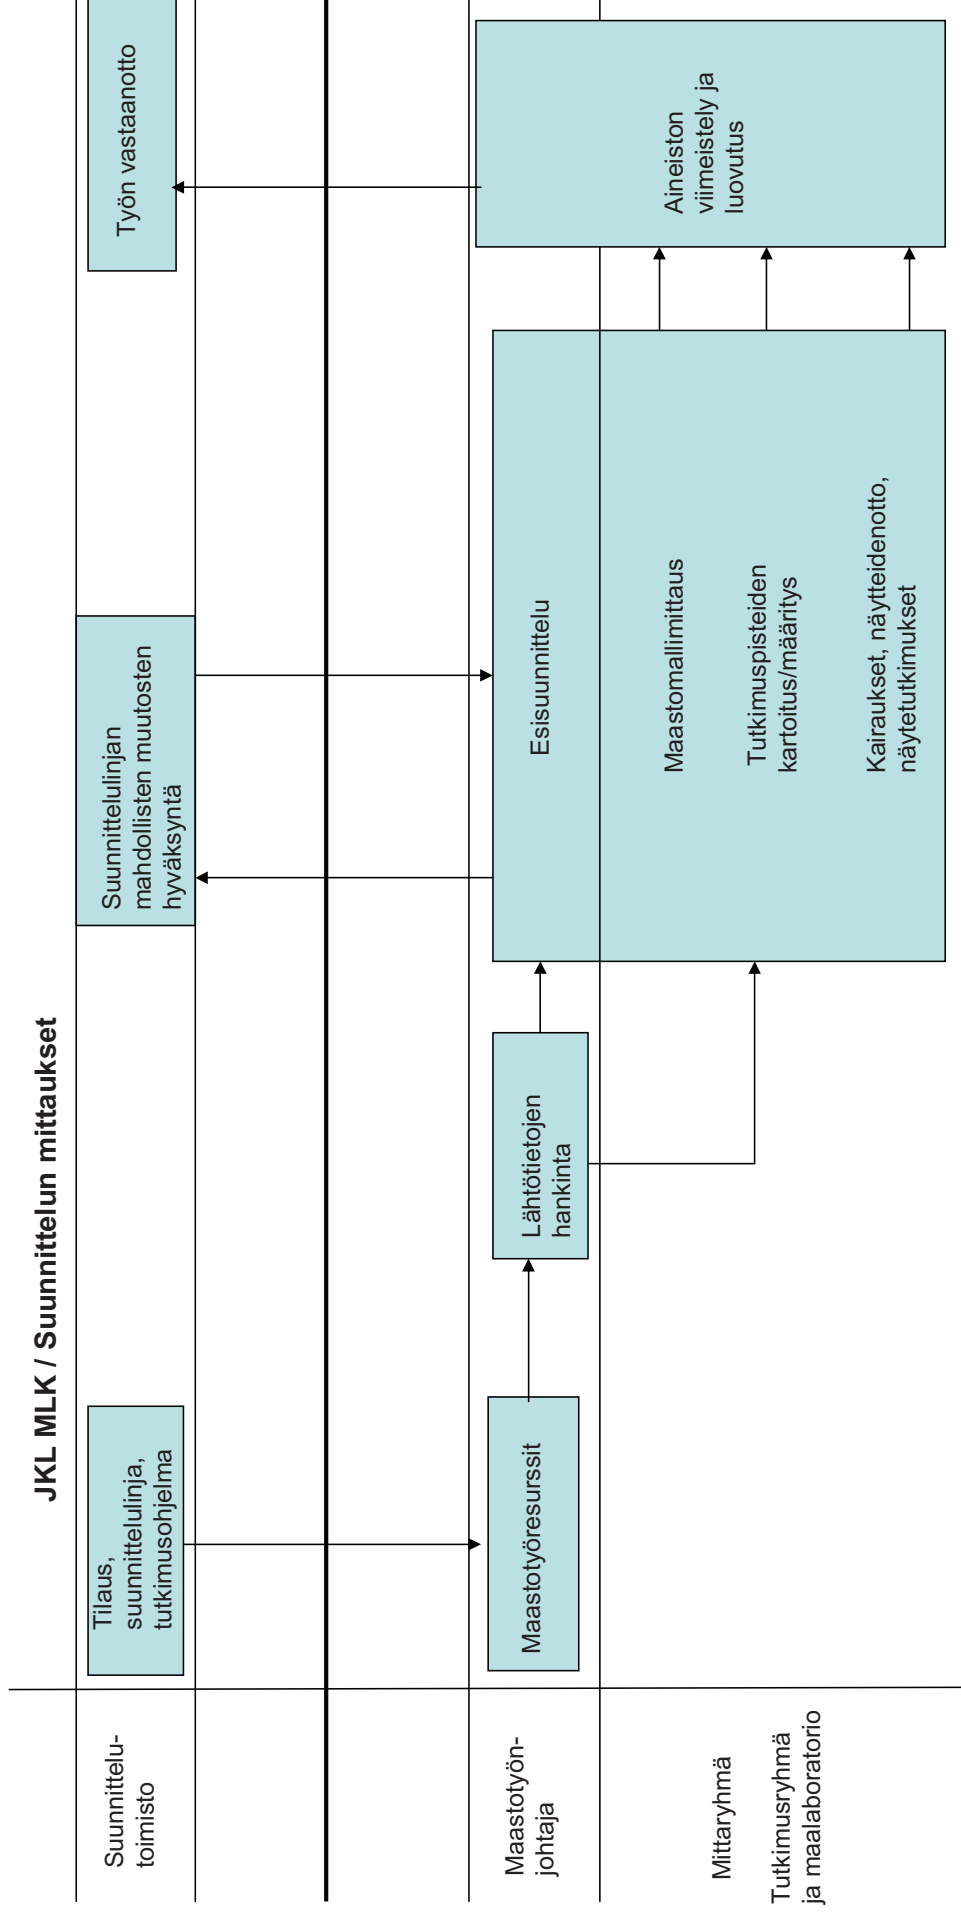 JKL MLK / Suunnittelun mittaukset
Suunnittelu-
toimisto
Tilaus,
suunnittelulinja,
tutkimusohjelma
Suunnittelulinjan
mahdollisten muutosten
hyväksyntä
Työn vastaanotto
Maastotyön-
johtaja
Maastotyöresurssit
Lähtötietojen
hankinta
Esisuunnittelu
Mittaryhmä
Tutkimusryhmä
ja maalaboratorio
Maastomallimittaus
Tutkimuspisteiden
kartoitus/määritys
Kairaukset, näytteidenotto,
näytetutkimukset
Aineiston
viimeistely ja
luovutus